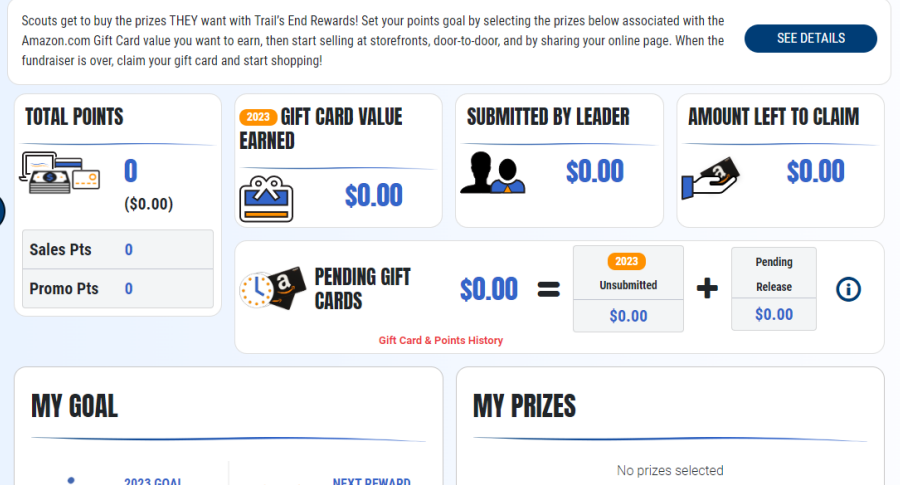 Scouts get to buy the prizes THEY want with Trail's End Rewards! Set your points goal by selecting the prizes below associated with the
Amazon.com Gift Card value you want to earn, then start selling at storefronts, door-to-door, and by sharing your online page. When the
fundraiser is over, claim your gift card and start shopping!
SEE DETAILS
TOTAL POINTS
0
($0.00)
Sales Pts 0
Promo Pts 0
2023 GIFT CARD VALUE
EARNED
$0.00
SUBMITTED BY LEADER
$0.00
AMOUNT LEFT TO CLAIM
$0.00
PENDING GIFT
CARDS
$0.00 =
2023
Unsubmitted
$0.00
+
Pending
Release
$0.00
Gift Card & Points History
MY GOAL
2023 GOAL
NEXT REWARD
MY PRIZES
No prizes selected